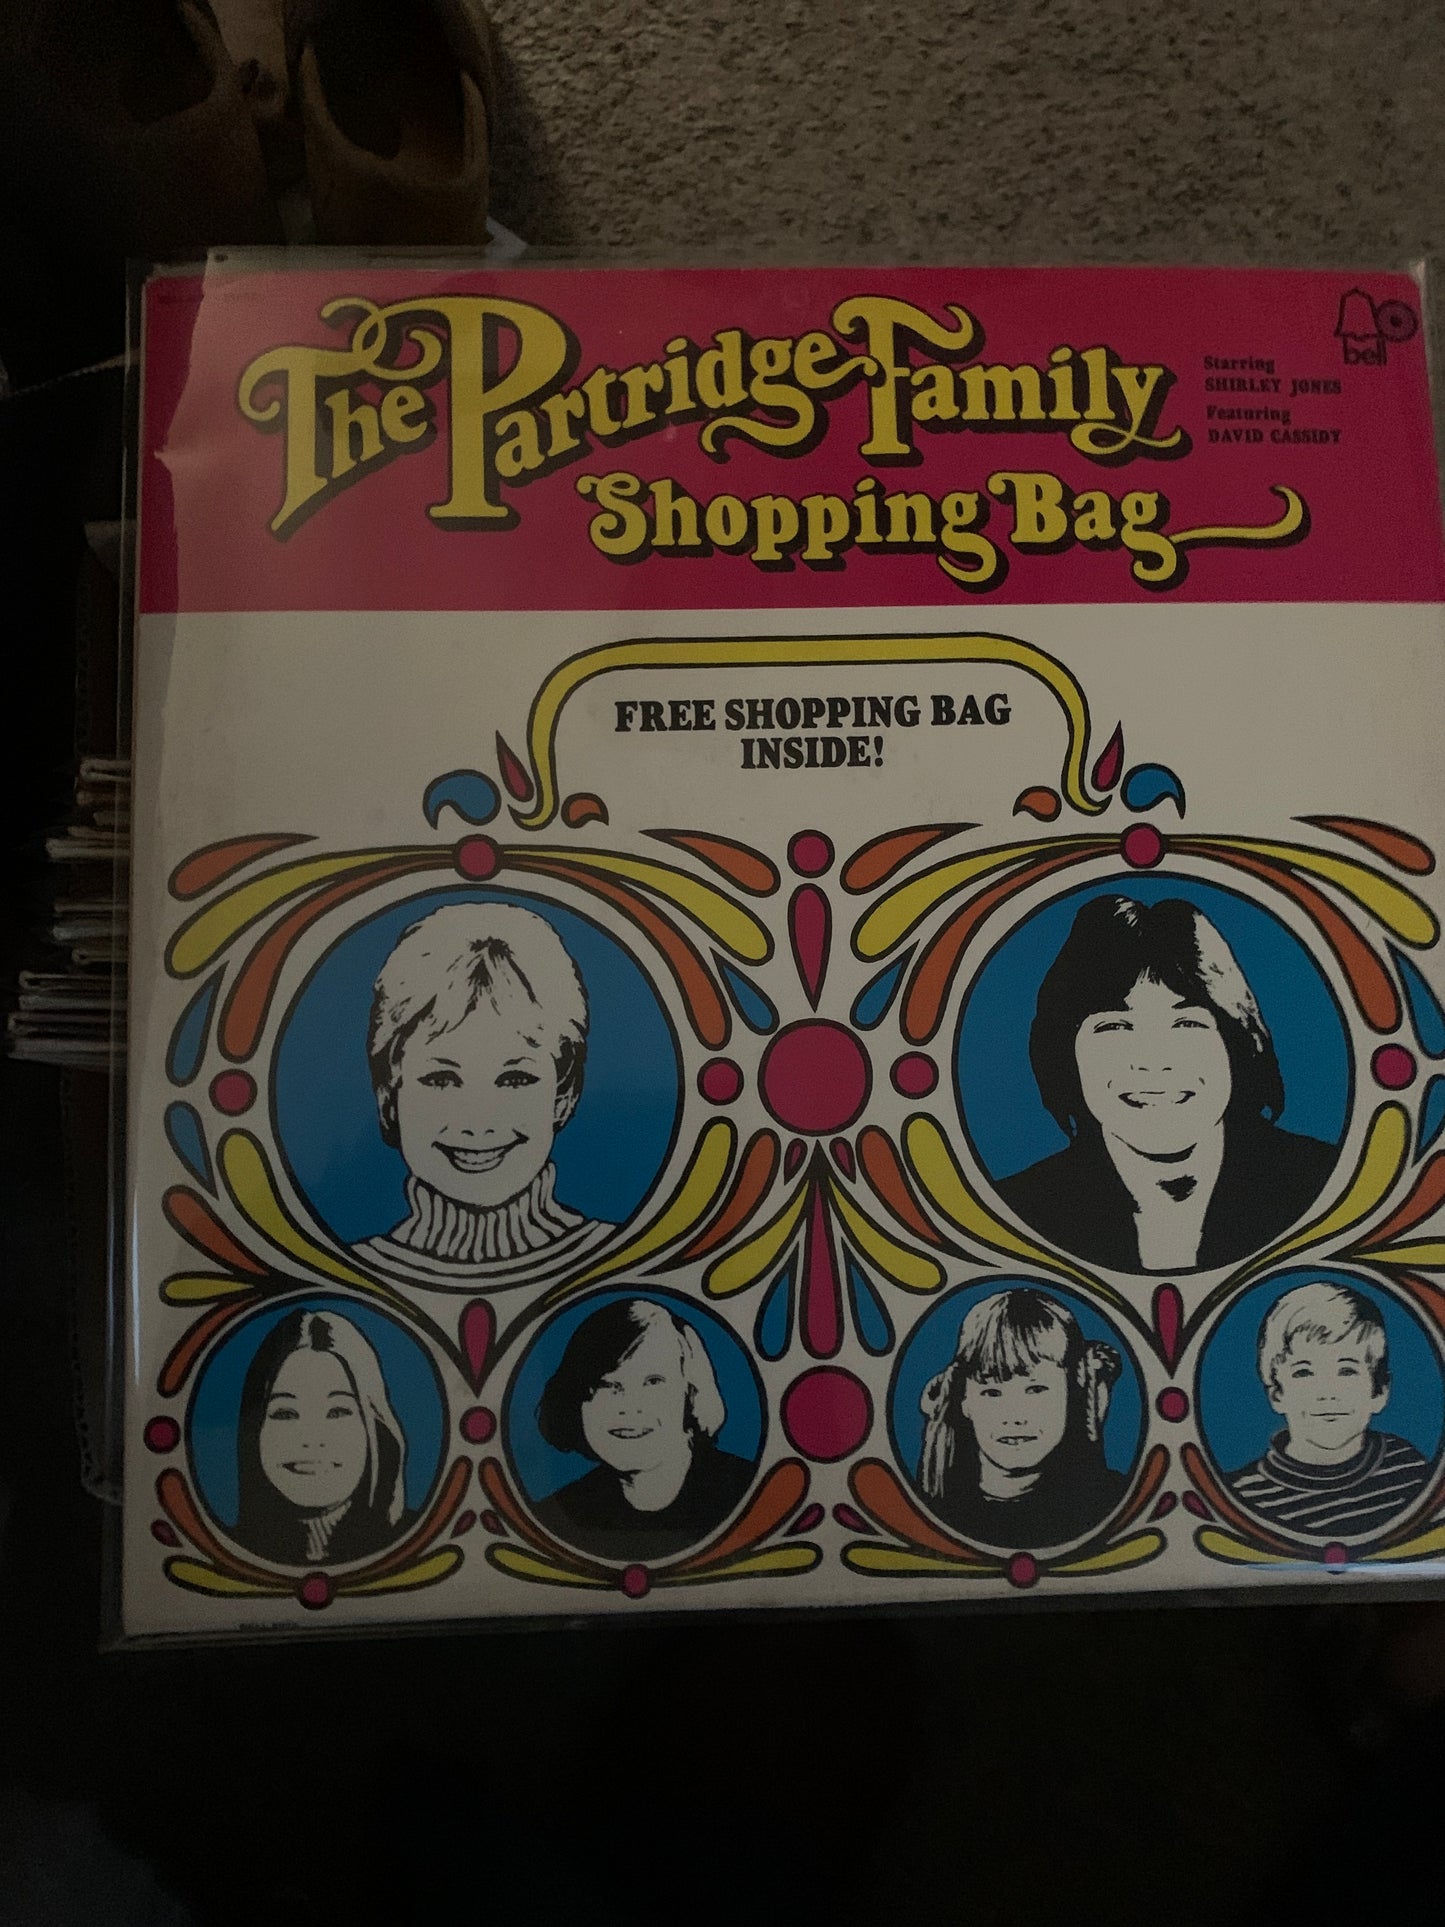 The Partridge Family
Shopping Bag
bell
Starring
SHIRLEY JONES
Featuring
DAVID CASSIDY
FREE SHOPPING BAG
INSIDE!